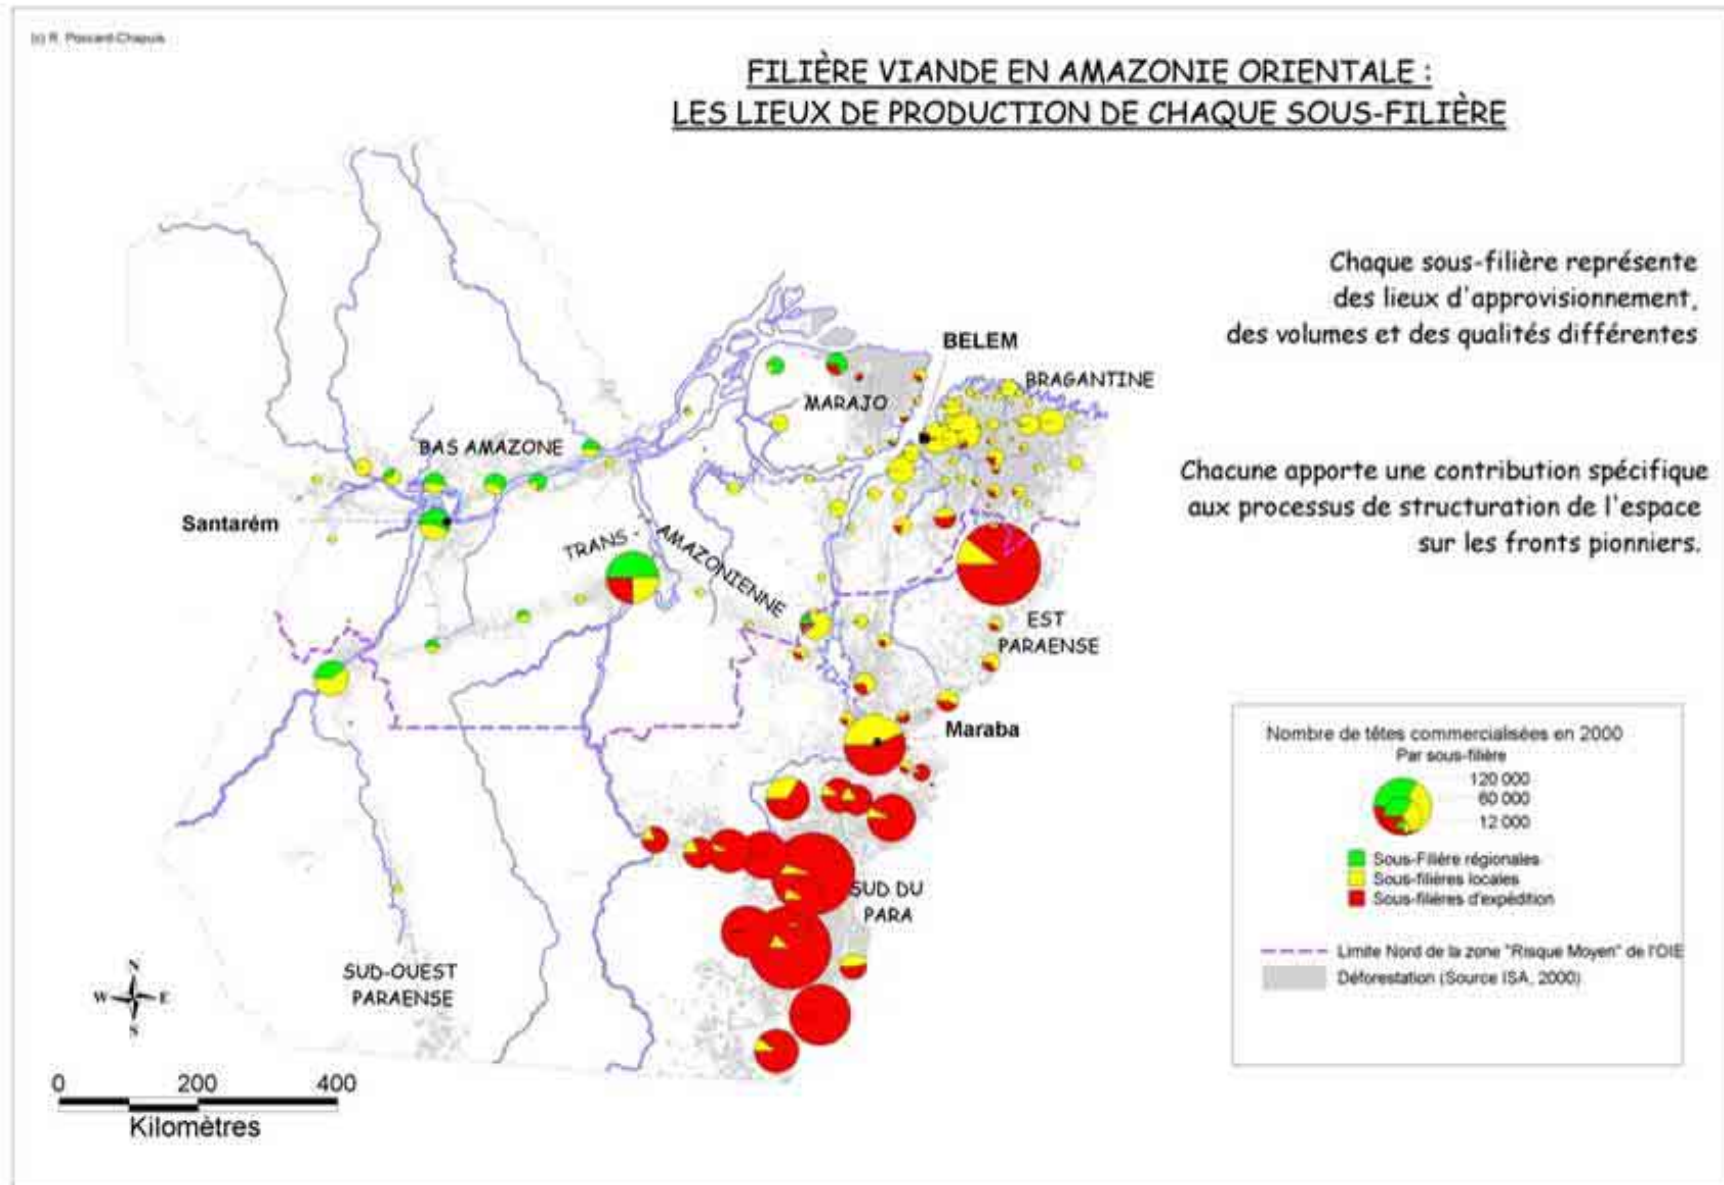 (c) R. Poccard-Chapuis
FILIÈRE VIANDE EN AMAZONIE ORIENTALE :
LES LIEUX DE PRODUCTION DE CHAQUE SOUS-FILIÈRE
Chaque sous-filière représente
des lieux d'approvisionnement,
des volumes et des qualités différentes
BELEM
BRAGANTINE
MARAJO
BAS AMAZONE
Chacune apporte une contribution spécifique
aux processus de structuration de l'espace
sur les fronts pionniers.
Santarém
TRANS - AMAZONIENNE
EST
PARAENSE
Maraba
Nombre de têtes commercialisées en 2000
Par sous-filière
120 000
60 000
12 000
Sous-Filière régionales
Sous-filières locales
Sous-filières d'expédition
SUD DU
PARA
Limite Nord de la zone "Risque Moyen" de l'OIE
Déforestation (Source ISA, 2000)
SUD-OUEST
PARAENSE
N
W E
S
0 200 400
Kilomètres